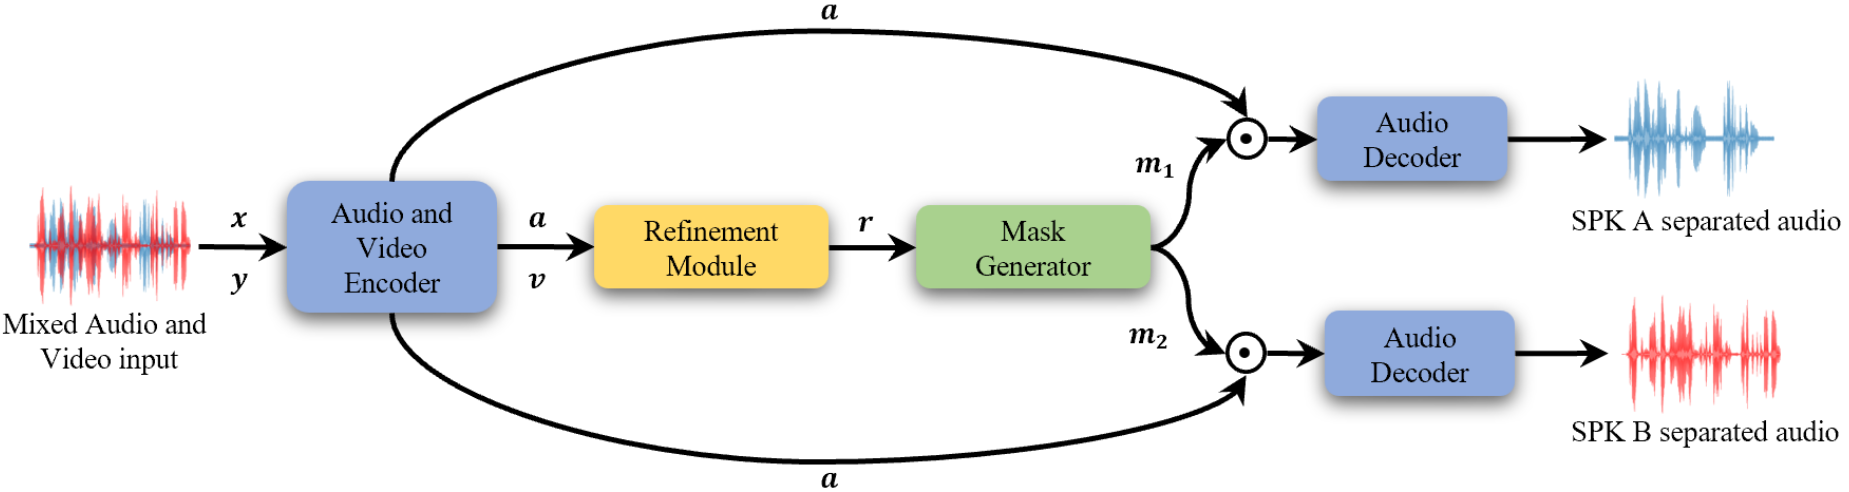 a
Mixed Audio and
Video input
x
y
Audio and
Video
Encoder
a
v
Refinement
Module
r
Mask
Generator
m1
m2
Audio
Decoder
SPK A separated audio
Audio
Decoder
SPK B separated audio
a